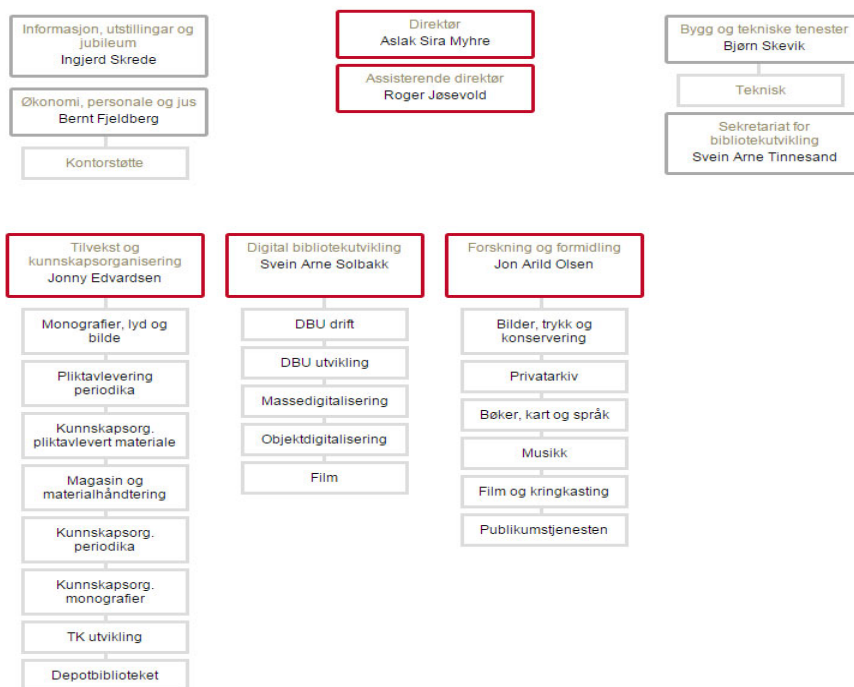 Informasjon, utstillingar og
jubileum
Ingjerd Skrede
Økonomi, personale og jus
Bernt Fjeldberg
Kontorstøtte
Direktør
Aslak Sira Myhre
Assisterende direktør
Roger Jøsevold
Bygg og tekniske tenester
Bjørn Skevik
Teknisk
Sekretariat for
bibliotekutvikling
Svein Arne Tinnesand
Tilvekst og
kunnskapsorganisering
Jonny Edvardsen
Monografier, lyd og
bilde
Pliktavlevering
periodika
Kunnskapsorg.
pliktavlevert materiale
Magasin og
materialhåndtering
Kunnskapsorg.
periodika
Kunnskapsorg.
monografier
TK utvikling
Depotbiblioteket
Digital bibliotekutvikling
Svein Arne Solbakk
DBU drift
DBU utvikling
Massedigitalisering
Objektdigitalisering
Film
Forskning og formidling
Jon Arild Olsen
Bilder, trykk og
konservering
Privatarkiv
Bøker, kart og språk
Musikk
Film og kringkasting
Publikumstjenesten